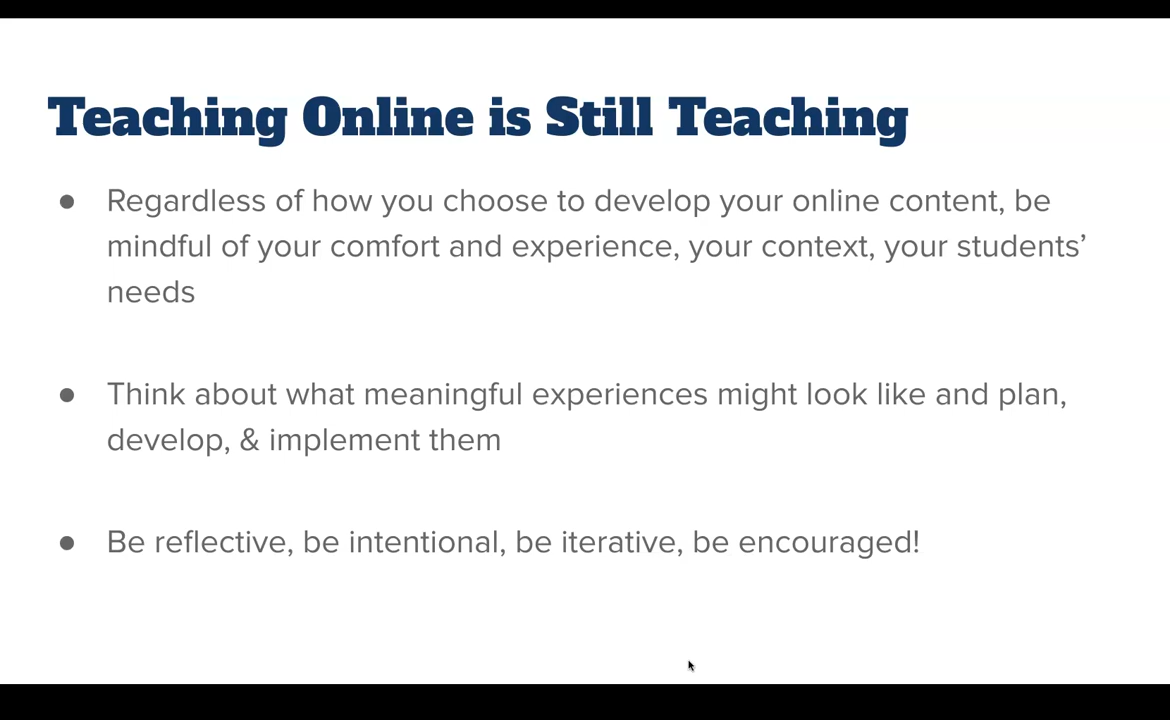 Teaching Online is Still Teaching
● Regardless of how you choose to develop your online content, be
mindful of your comfort and experience, your context, your students’
needs
● Think about what meaningful experiences might look like and plan,
develop, & implement them
● Be reflective, be intentional, be iterative, be encouraged!